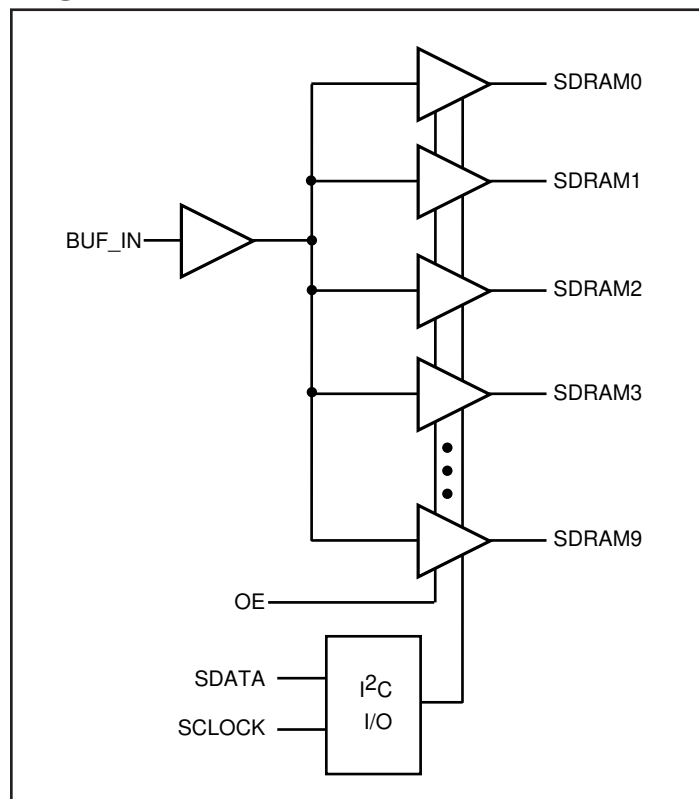 SDRAM0
SDRAM1
BUF_IN
SDRAM2
SDRAM3
SDRAM9
OE
SDATA
SCLOCK
I²C
I/O